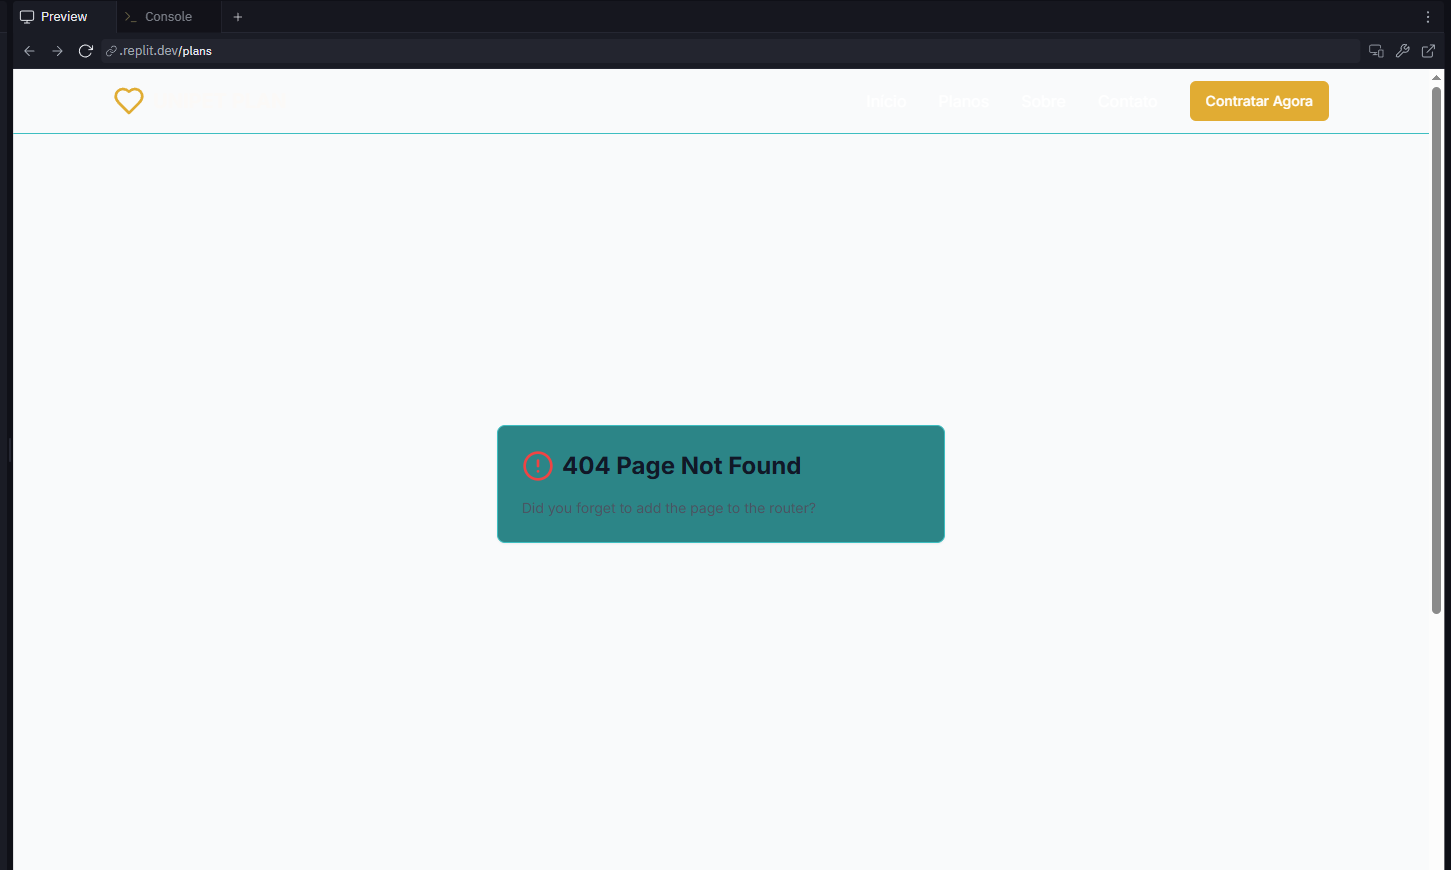 Preview
Console
.replit.dev/plans
Início
Planos
Sobre
Contato
Contratar Agora
404 Page Not Found
Did you forget to add the page to the router?